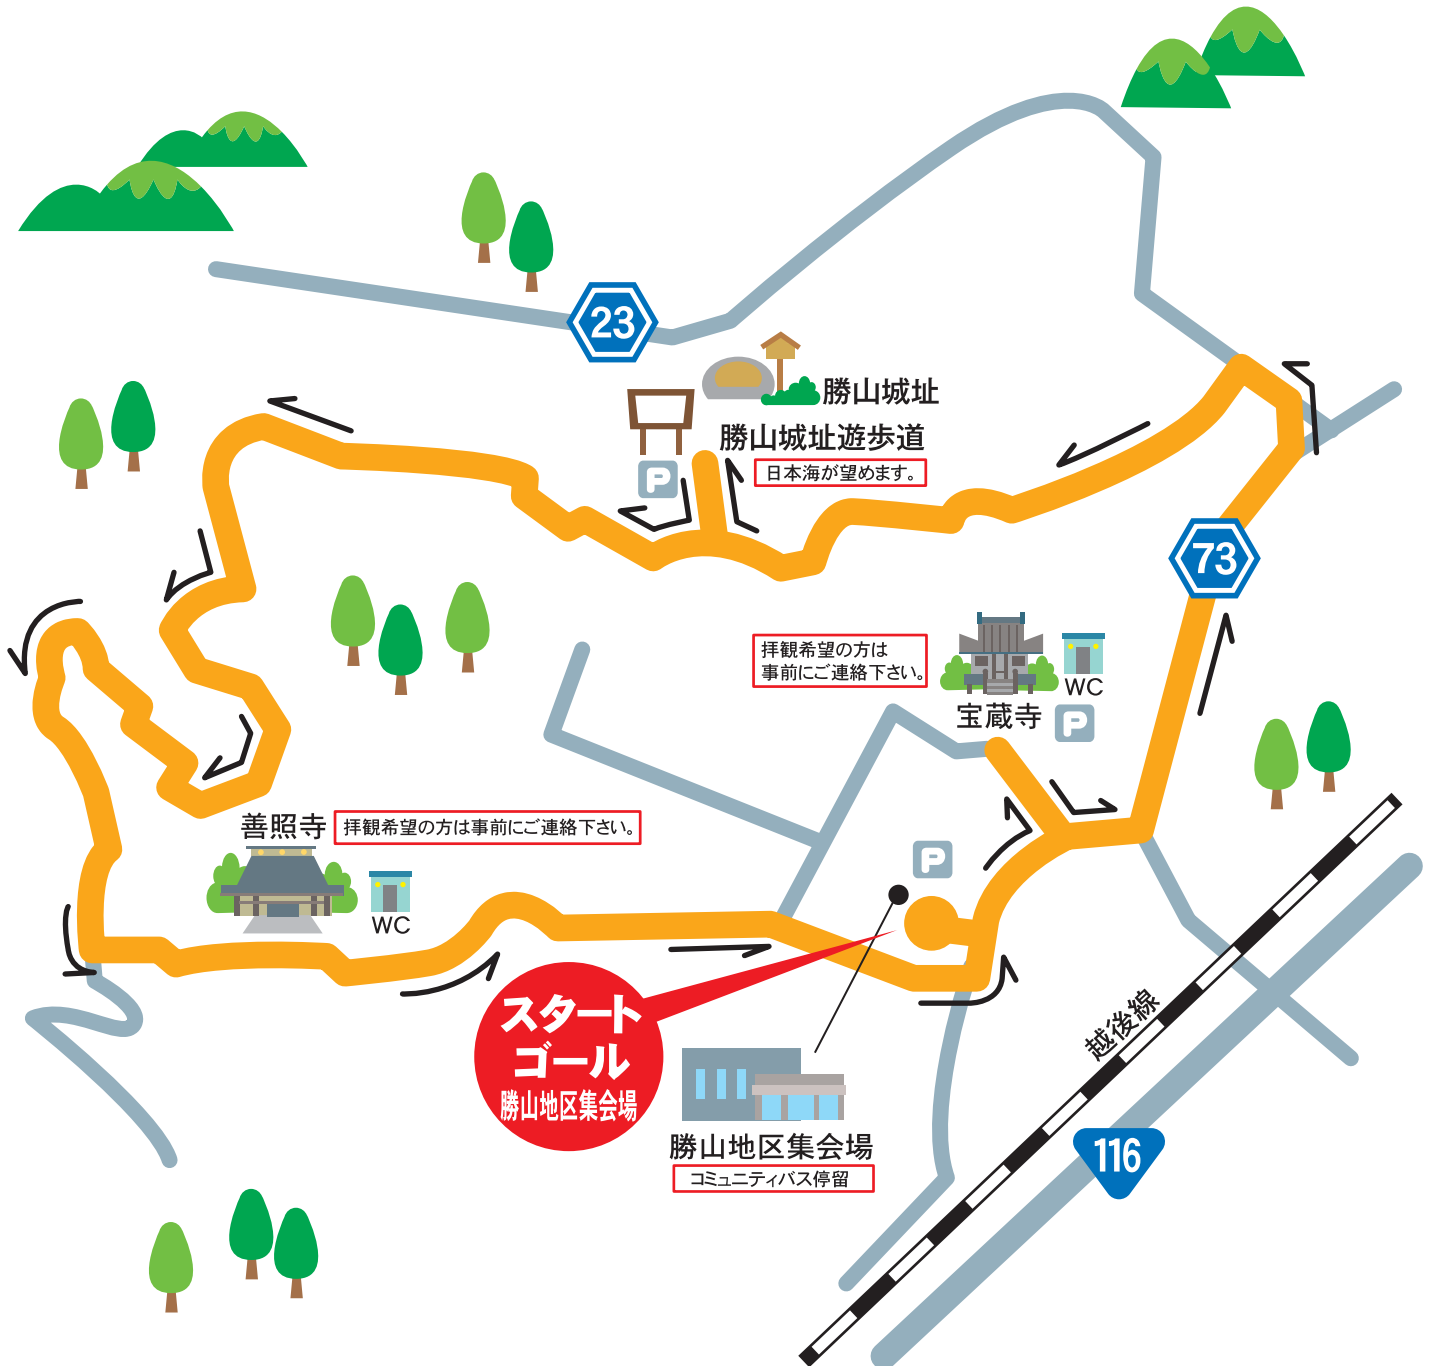 23
勝山城址
勝山城址遊歩道
P
日本海が望めます。
73
拝観希望の方は
事前にご連絡下さい。
WC
宝蔵寺
P
善照寺
拝観希望の方は事前にご連絡下さい。
WC
P
スタート
ゴール
勝山地区集会場
越後線
116
勝山地区集会場
コミュニティバス停留